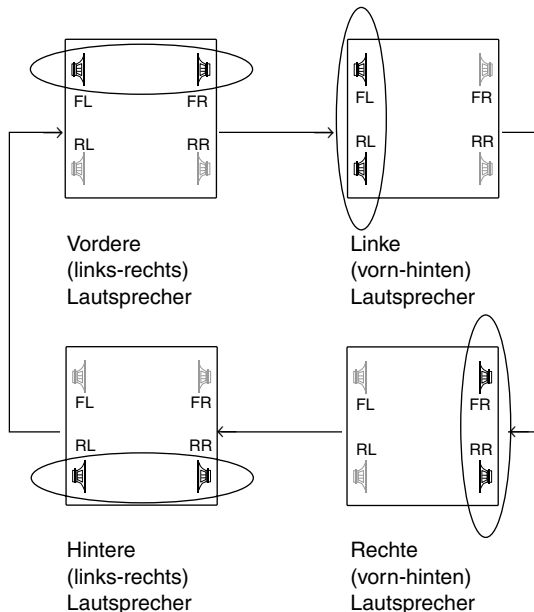 FL FR
RL RR
Vordere
(links-rechts)
Lautsprecher
FL FR
RL RR
Linke
(vorn-hinten)
Lautsprecher
FL FR
RL RR
Hintere
(links-rechts)
Lautsprecher
FL FR
RL RR
Rechte
(vorn-hinten)
Lautsprecher